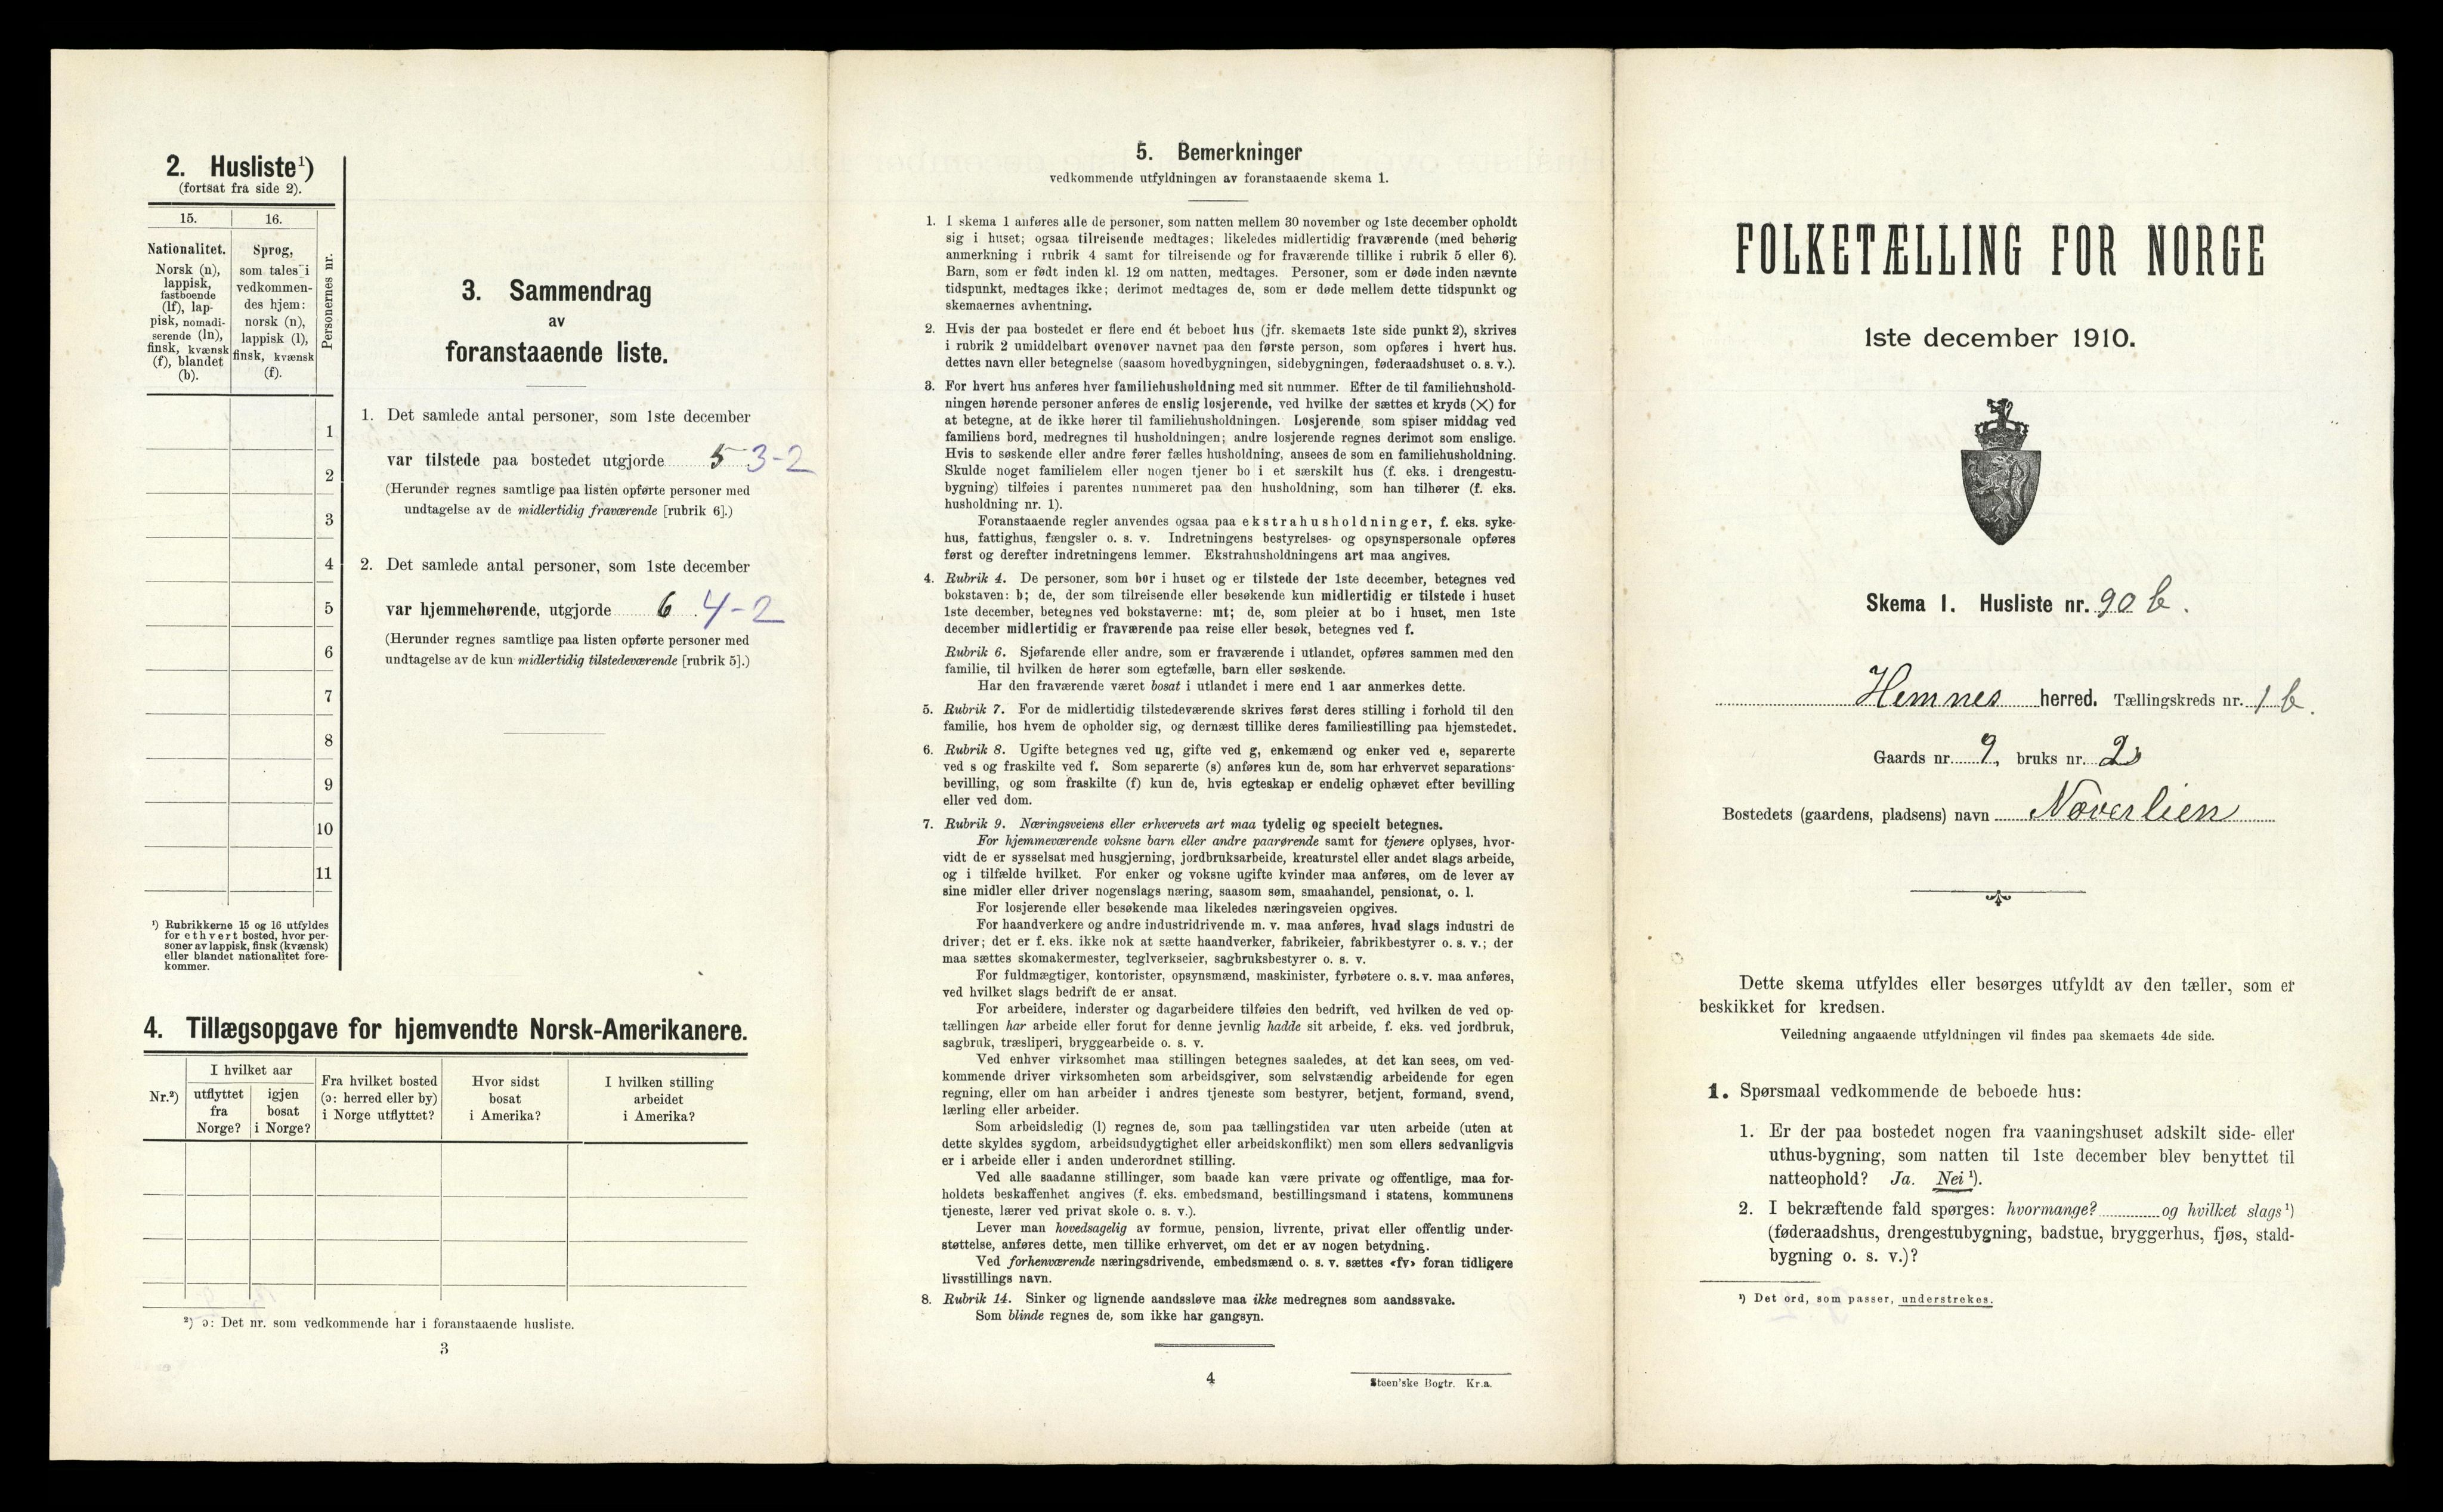 2. Husliste¹)
(fortsat fra side 2).
15. 16.
Nationalitet.
Norsk (n),
lappisk,
fastboende
(lf), lap-
pisk, nomadi-
serende (ln),
finsk, kvænsk
(f), blandet
(b).
Sprog,
som tales i
vedkommen-
des hjem:
norsk (n),
lappisk (l),
finsk, kvænsk
(f).
Personernes nr.
1
2
3
4
5
6
7
8
9
10
11
¹) Rubrikkerne 15 og 16 utfyldes
for ethvert bosted, hvor per-
soner av lappisk, finsk (kvænsk)
eller blandet nationalitet fore-
kommer.
3. Sammendrag
av
foranstaaende liste.
1. Det samlede antal personer, som 1ste december
var tilstede paa bostedet utgjorde 5 3-2
(Herunder regnes samtlige paa listen opførte personer med
undtagelse av de midlertidig fraværende [rubrik 6].)
2. Det samlede antal personer, som 1ste december
var hjemmehørende, utgjorde 6 4-2
(Herunder regnes samtlige paa listen opførte personer med
undtagelse av de kun midlertidig tilstedeværende [rubrik 5].)
4. Tillægsopgave for hjemvendte Norsk-Amerikanere.
Nr.²)
I hvilket aar
utflyttet
fra
Norge?
igjen
bosat
i Norge?
Fra hvilket bosted
(ɔ: herred eller by)
i Norge utflyttet?
Hvor sidst
bosat
i Amerika?
I hvilken stilling
arbeidet
i Amerika?
²) ɔ: Det nr. som vedkommende har i foranstaaende husliste.
3
5. Bemerkninger
vedkommende utfyldningen av foranstaaende skema 1.
1. I skema 1 anføres alle de personer, som natten mellem 30 november og 1ste december opholdt
sig i huset; ogsaa tilreisende medtages; likeledes midlertidig fraværende (med behørig
anmerkning i rubrik 4 samt for tilreisende og for fraværende tillike i rubrik 5 eller 6).
Barn, som er født inden kl. 12 om natten, medtages. Personer, som er døde inden nævnte
tidspunkt, medtages ikke; derimot medtages de, som er døde mellem dette tidspunkt og
skemaernes avhentning.
2. Hvis der paa bostedet er flere end ét beboet hus (jfr. skemaets 1ste side punkt 2), skrives
i rubrik 2 umiddelbart ovenover navnet paa den første person, som opføres i hvert hus.
dettes navn eller betegnelse (saasom hovedbygningen, sidebygningen, føderaadshuset o. s. v.).
3. For hvert hus anføres hver familiehusholdning med sit nummer. Efter de til familiehushold-
ningen hørende personer anføres de enslig losjerende, ved hvilke der sættes et kryds (×) for
at betegne, at de ikke hører til familiehusholdningen. Losjerende som spiser middag ved
familiens bord, medregnes til husholdningen; andre losjerende regnes derimot som enslige.
Hvis to søskende eller andre fører fælles husholdning, ansees de som en familiehusholdning.
Skulde noget familielem eller nogen tjener bo i et særskilt hus (f. eks. i drengestu-
bygning) tilføies i parentes nummeret paa den husholdning, som han tilhører (f. eks.
husholdning nr. 1).
Foranstaaende regler anvendes ogsaa paa ekstrahusholdninger, f. eks. syke-
hus, fattighus, fængsler o. s. v. Indretningens bestyrelses- og opsynspersonale opføres
først og derefter indretningens lemmer. Ekstrahusholdningens art maa angives.
4. Rubrik 4. De personer, som bor i huset og er tilstede der 1ste december, betegnes ved
bokstaven: b; de, der som tilreisende eller besøkende kun midlertidig er tilstede i huset
1ste december, betegnes ved bokstaverne: mt; de, som pleier at bo i huset, men 1ste
december midlertidig er fraværende paa reise eller besøk, betegnes ved f.
Rubrik 6. Sjøfarende eller andre, som er fraværende i utlandet, opføres sammen med den
familie, til hvilken de hører som egtefælle, barn eller søskende.
Har den fraværende været bosat i utlandet i mere end 1 aar anmerkes dette.
5. Rubrik 7. For de midlertidig tilstedeværende skrives først deres stilling i forhold til den
familie, hos hvem de opholder sig, og dernæst tillike deres familiestilling paa hjemstedet.
6. Rubrik 8. Ugifte betegnes ved ug, gifte ved g, enkemænd og enker ved e, separerte
ved s og fraskilte ved f. Som separerte (s) anføres kun de, som har erhvervet separations-
bevilling, og som fraskilte (f) kun de, hvis egteskap er endelig ophævet efter bevilling
eller ved dom.
7. Rubrik 9. Næringsveiens eller erhvervets art maa tydelig og specielt betegnes.
For hjemmeværende voksne barn eller andre paarørende samt for tjenere oplyses, hvor-
vidt de er sysselsat med husgjerning, jordbruksarbeide, kreaturstel eller andet slags arbeide,
og i tilfælde hvilket. For enker og voksne ugifte kvinder maa anføres, om de lever av
sine midler eller driver nogenslags næring, saasom søm, smaahandel, pensionat, o. l.
For losjerende eller besøkende maa likeledes næringsveien opgives.
For haandverkere og andre industridrivende m. v. maa anføres, hvad slags industri de
driver; det er f. eks. ikke nok at sætte haandverker, fabrikeier, fabrikbestyrer o. s. v.; der
maa sættes skomakermester, teglverkseier, sagbruksbestyrer o. s. v.
For fuldmægtiger, kontorister, opsynsmænd, maskinister, fyrbøtere o. s. v. maa anføres,
ved hvilket slags bedrift de er ansat.
For arbeidere, inderster og dagarbeidere tilføies den bedrift, ved hvilken de ved op-
tællingen har arbeide eller forut for denne jevnlig hadde sit arbeide, f. eks. ved jordbruk,
sagbruk, træsliperi, bryggearbeide o. s. v.
Ved enhver virksomhet maa stillingen betegnes saaledes, at det kan sees, om ved-
kommende driver virksomheten som arbeidsgiver, som selvstændig arbeidende for egen
regning, eller om han arbeider i andres tjeneste som bestyrer, betjent, formand, svend,
lærling eller arbeider.
Som arbeidsledig (l) regnes de, som paa tællingstiden var uten arbeide (uten at
dette skyldes sygdom, arbeidsudygtighet eller arbeidskonflikt) men som ellers sedvanligvis
er i arbeide eller i anden underordnet stilling.
Ved alle saadanne stillinger, som baade kan være private og offentlige, maa for-
holdets beskaffenhet angives (f. eks. embedsmand, bestillingsmand i statens, kommunens
tjeneste, lærer ved privat skole o. s. v.).
Lever man hovedsagelig av formue, pension, livrente, privat eller offentlig under-
støttelse, anføres dette, men tillike erhvervet, om det er av nogen betydning.
Ved forhenværende næringsdrivende, embedsmænd o. s. v. sættes «fv» foran tidligere
livsstillings navn.
8. Rubrik 14. Sinker og lignende aandssløve maa ikke medregnes som aandssvake.
Som blinde regnes de, som ikke har gangsyn.
4
Steen'ske Bogtr. Kr.a.
FOLKETÆLLING FOR NORGE
1ste december 1910.
Skema 1. Husliste nr. 90 b.
Hemnes herred. Tællingskreds nr. 1 b.
Gaards nr. 9, bruks nr. 2
Bostedets (gaardens, pladsens) navn Næverlien
Dette skema utfyldes eller besørges utfyldt av den tæller, som er
beskikket for kredsen.
Veiledning angaaende utfyldningen vil findes paa skemaets 4de side.
1. Spørsmaal vedkommende de beboede hus:
1. Er der paa bostedet nogen fra vaaningshuset adskilt side- eller
uthus-bygning, som natten til 1ste december blev benyttet til
natteophold? Ja. Nei ¹).
2. I bekræftende fald spørges: hvormange? og hvilket slags ¹)
(føderaadshus, drengestubygning, badstue, bryggerhus, fjøs, stald-
bygning o. s. v.)?
¹) Det ord, som passer, understrekes.